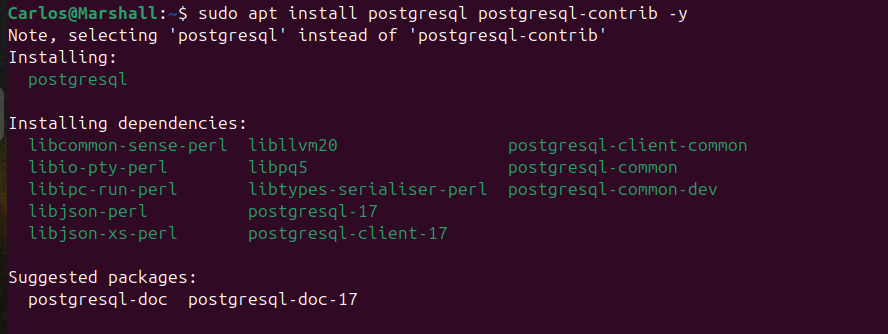 Carlos@Marshall:~$ sudo apt install postgresql postgresql-contrib -y
Note, selecting 'postgresql' instead of 'postgresql-contrib'
Installing:
  postgresql

Installing dependencies:
  libcommon-sense-perl  libllvm20                 postgresql-client-common
  libio-pty-perl        libpq5                    postgresql-common
  libipc-run-perl       libtypes-serialiser-perl  postgresql-common-dev
  libjson-perl          postgresql-17
  libjson-xs-perl       postgresql-client-17

Suggested packages:
  postgresql-doc  postgresql-doc-17